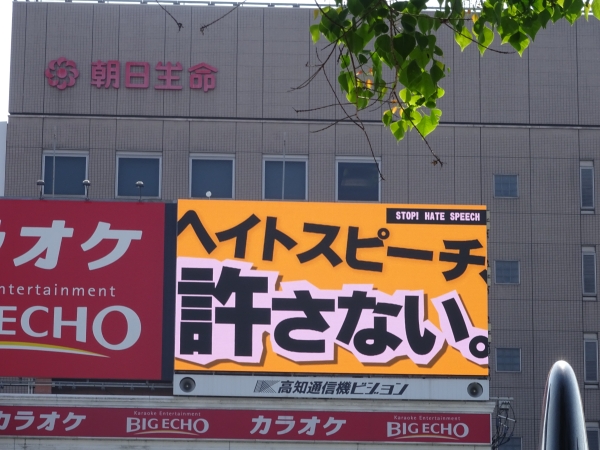 朝日生命
STOP! HATE SPEECH
ヘイトスピーチ、
許さない。
ラオケ
entertainment
ECHO
高知通信機ビジョン
カラオケ
Karaoke Entertainment
BIG ECHO
カラオケ
Karaoke Entertainment
BIG ECHO